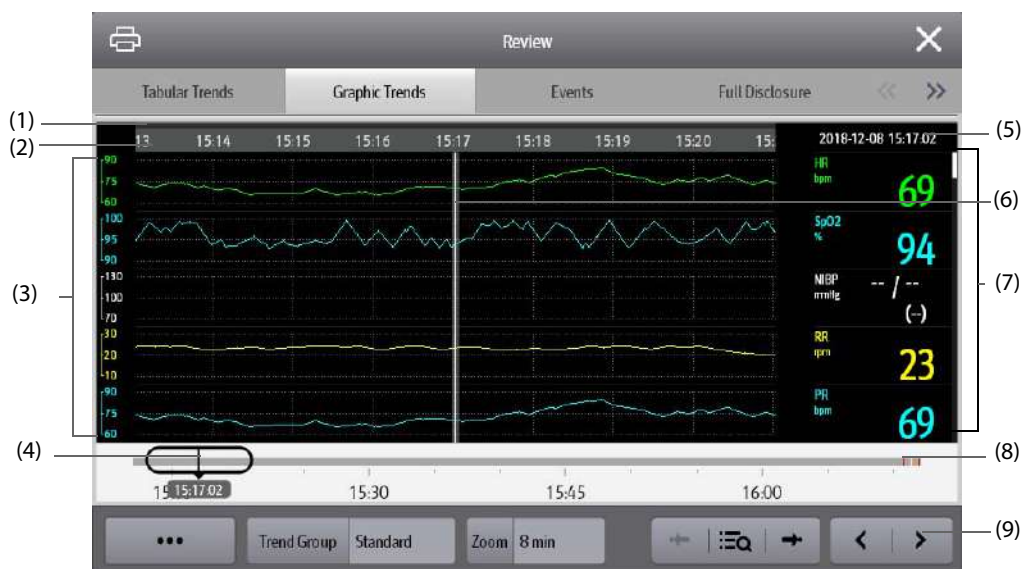 Review
Tabular Trends Graphic Trends Events Full Disclosure
(1)
(2)
13. 15:14 15:15 15:16 15:17 15:18 15:19 15:20 15: 2018-12-08 15:17:02
(5)
90
75
60
HR
bpm
69
(6)
100
95
90
SpO2
%
94
(3)
130
100
70
NIBP
mmHg
-- / --
(--)
(7)
30
20
10
RR
rpm
23
90
75
60
PR
bpm
69
(4)
(8)
15:17:02 15:30 15:45 16:00
••• Trend Group Standard Zoom 8 min
(9)